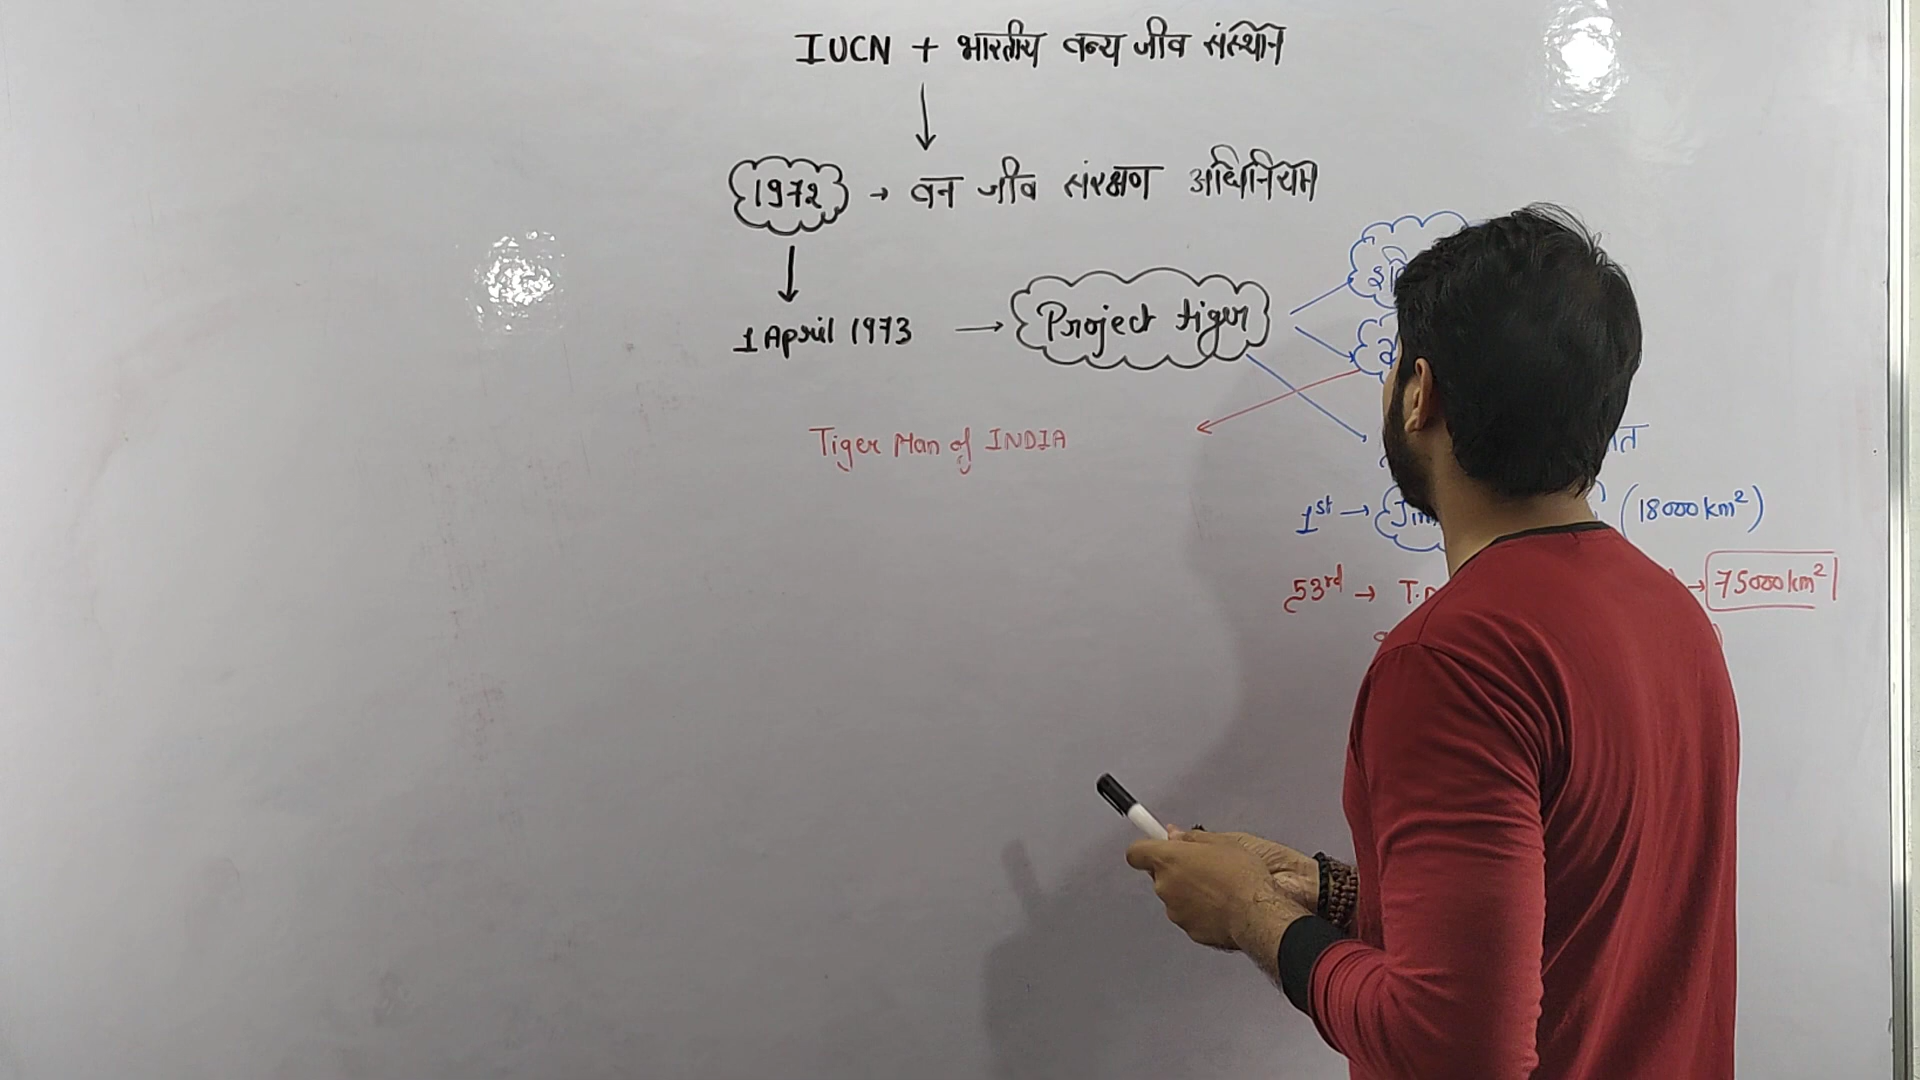 IUCN + भारतीय वन्य जीव संस्थान
1972 → वन जीव संरक्षण अधिनियम
1 April 1973 → Project tiger
Tiger Man of INDIA
1st → (18000 km²)
53rd → → 75000 km²